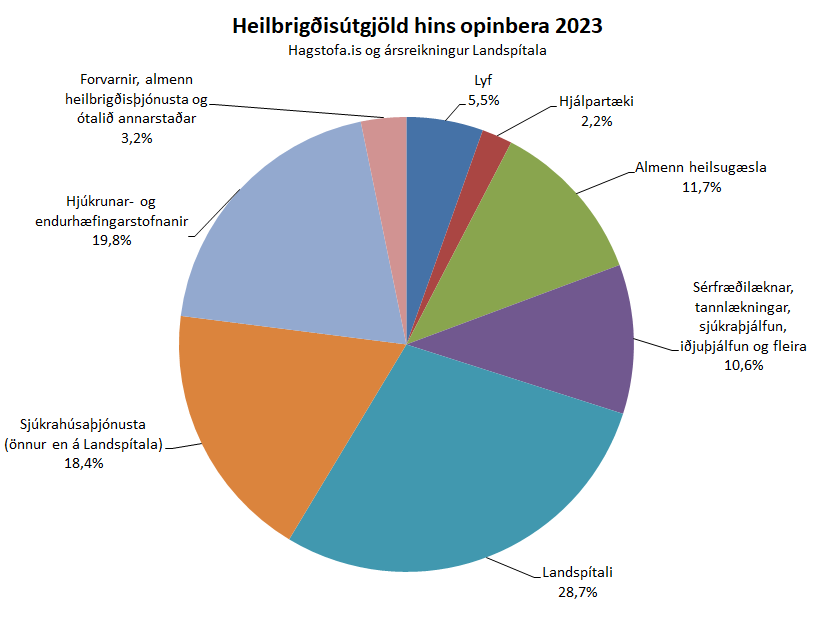 Heilbrigðisútgjöld hins opinbera 2023
Hagstofa.is og ársreikningur Landspítala
Lyf
5,5%
Hjálpartæki
2,2%
Almenn heilsugæsla
11,7%
Sérfræðilæknar,
tannlækningar,
sjúkraþjálfun,
iðjuþjálfun og fleira
10,6%
Landspítali
28,7%
Sjúkrahúsaþjónusta
(önnur en á Landspítala)
18,4%
Hjúkrunar- og
endurhæfingarstofnanir
19,8%
Forvarnir, almenn
heilbrigðisþjónusta og
ótalið annarstaðar
3,2%